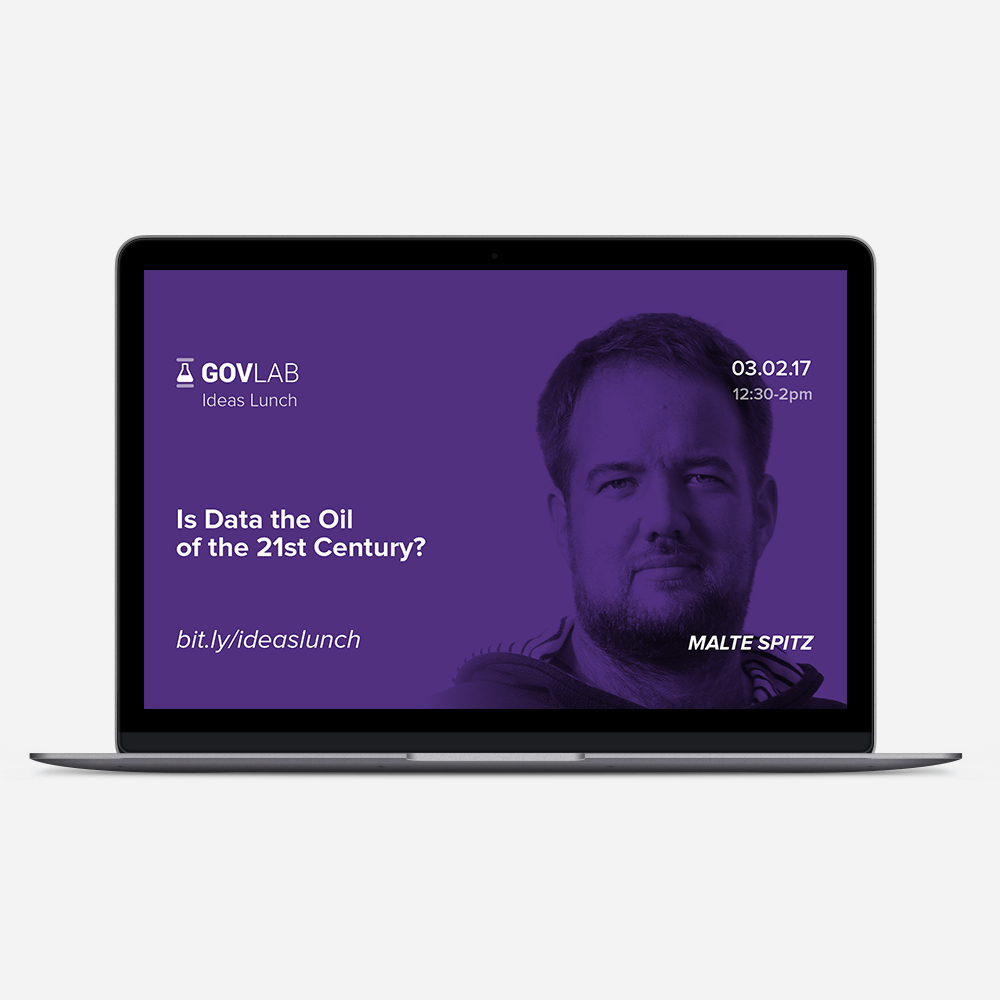 GOVLAB
Ideas Lunch
03.02.17
12:30-2pm
Is Data the Oil
of the 21st Century?
bit.ly/ideaslunch
MALTE SPITZ